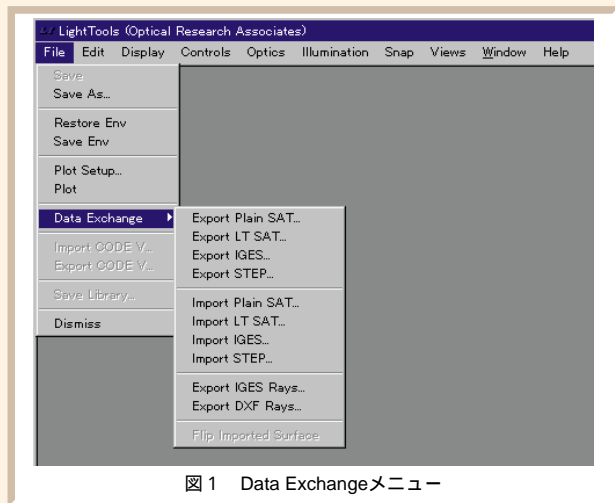 LightTools (Optical Research Associates)
File Edit Display Controls Optics Illumination Snap Views Window Help
Save
Save As...
Restore Env
Save Env
Plot Setup...
Plot
Data Exchange
Import CODE V...
Export CODE V...
Save Library...
Dismiss
Export Plain SAT...
Export LT SAT...
Export IGES...
Export STEP...
Import Plain SAT...
Import LT SAT...
Import IGES...
Import STEP...
Export IGES Rays...
Export DXF Rays...
Flip Imported Surface
図1 Data Exchangeメニュー